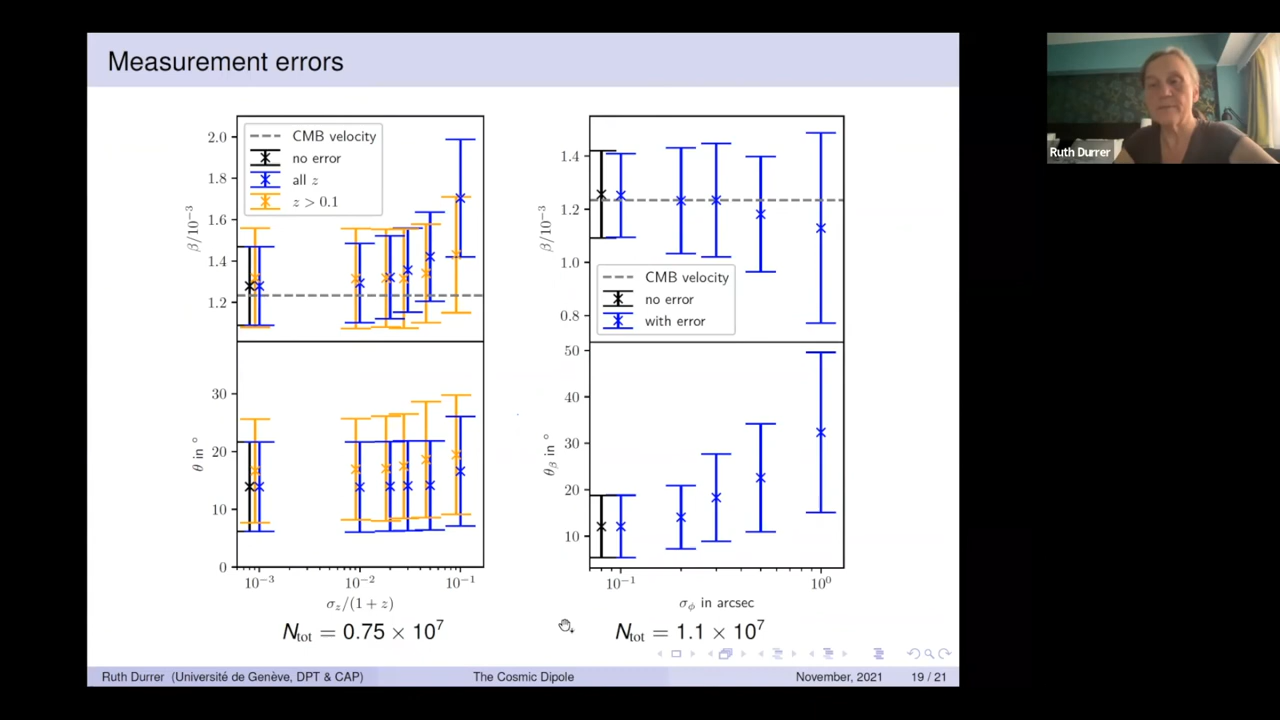 Measurement errors
CMB velocity
no error
all z
z > 0.1
2.0
1.8
1.6
1.4
1.2
β/10⁻³
30
20
10
0
θ in °
10⁻³
10⁻²
10⁻¹
σ_z/(1 + z)
N_tot = 0.75 × 10⁷
1.4
1.2
1.0
0.8
β/10⁻³
CMB velocity
no error
with error
50
40
30
20
10
θ_β in °
10⁻¹
10⁰
σ_ϕ in arcsec
N_tot = 1.1 × 10⁷
Ruth Durrer (Université de Genève, DPT & CAP)
The Cosmic Dipole
November, 2021
19 / 21
Ruth Durrer